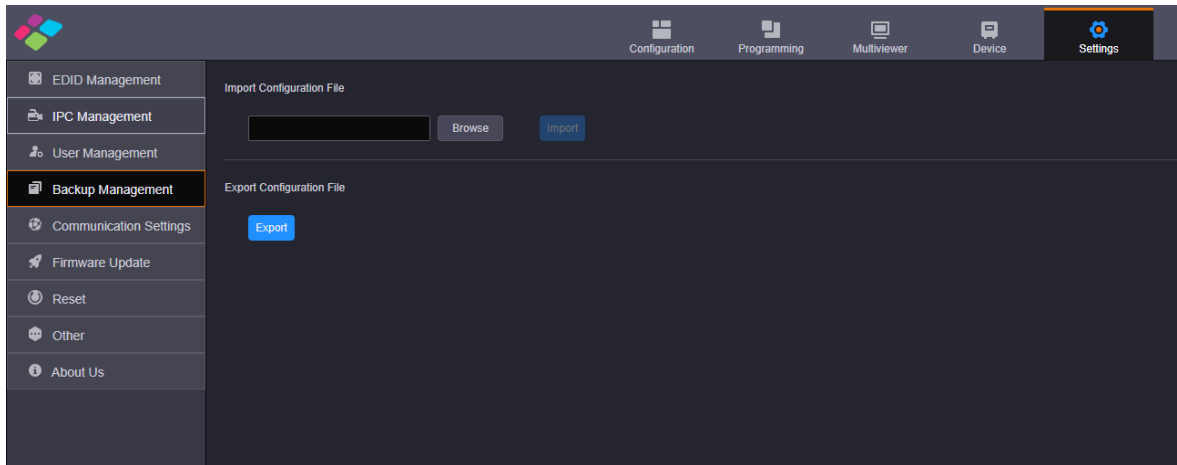 Configuration
Programming
Multiviewer
Device
Settings
EDID Management
IPC Management
User Management
Backup Management
Communication Settings
Firmware Update
Reset
Other
About Us
Import Configuration File
Browse
Import
Export Configuration File
Export